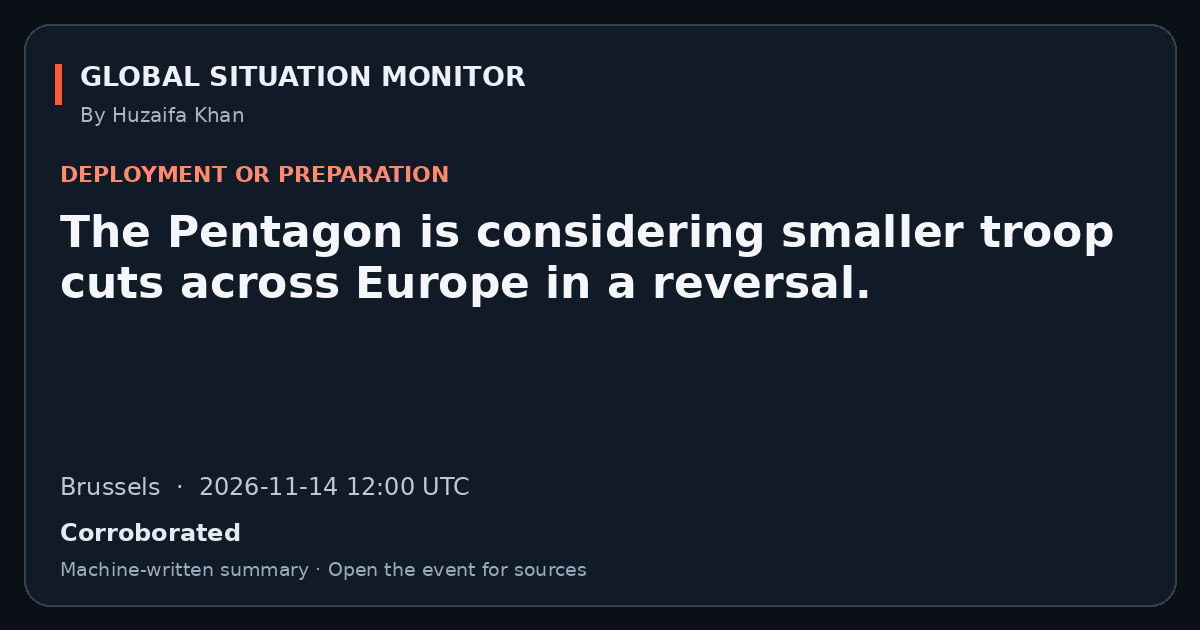 GLOBAL SITUATION MONITOR
By Huzaifa Khan
DEPLOYMENT OR PREPARATION
The Pentagon is considering smaller troop
cuts across Europe in a reversal.
Brussels · 2026-11-14 12:00 UTC
Corroborated
Machine-written summary · Open the event for sources